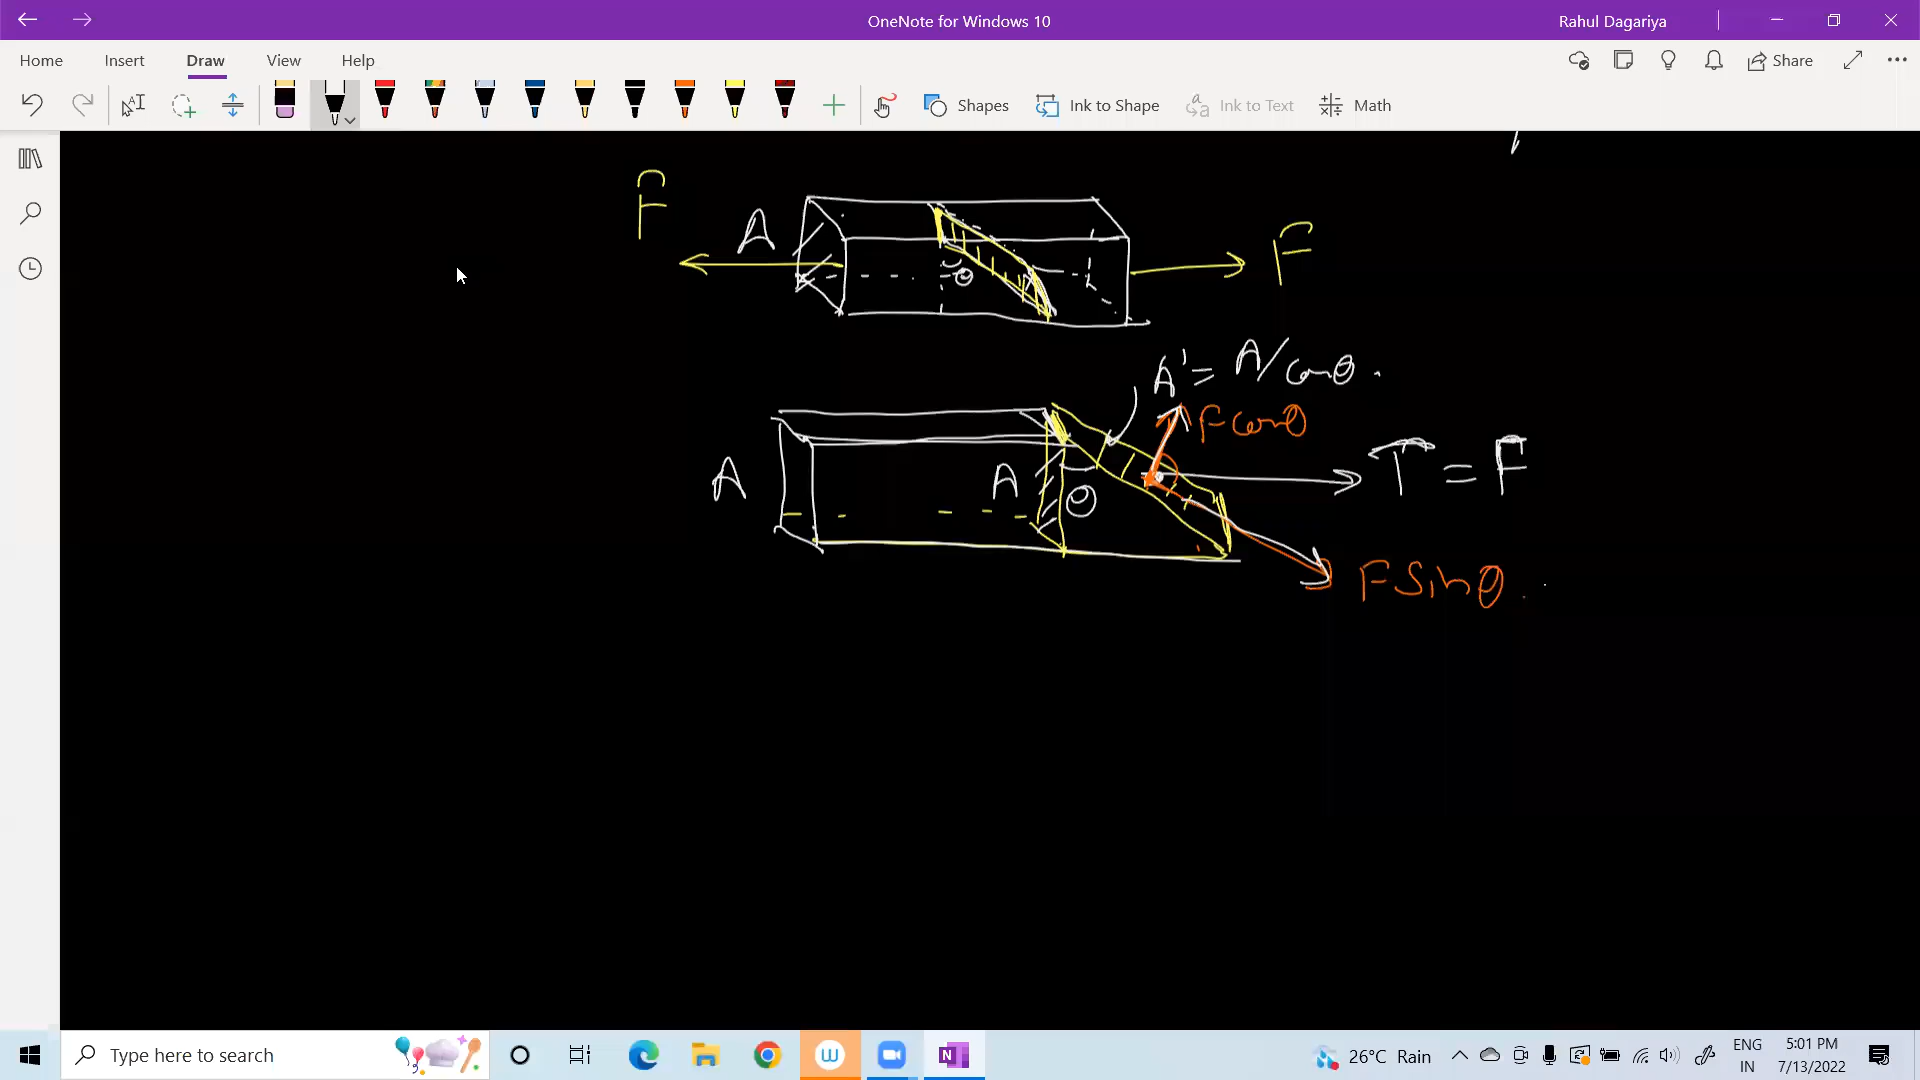 OneNote for Windows 10
Rahul Dagariya
Home Insert Draw View Help
Share
Shapes Ink to Shape Ink to Text Math
F
A
F
θ
A' = A/cosθ.
F cosθ
A
A
θ
T = F
F sinθ.
Type here to search
26°C Rain
ENG
IN
5:01 PM
7/13/2022